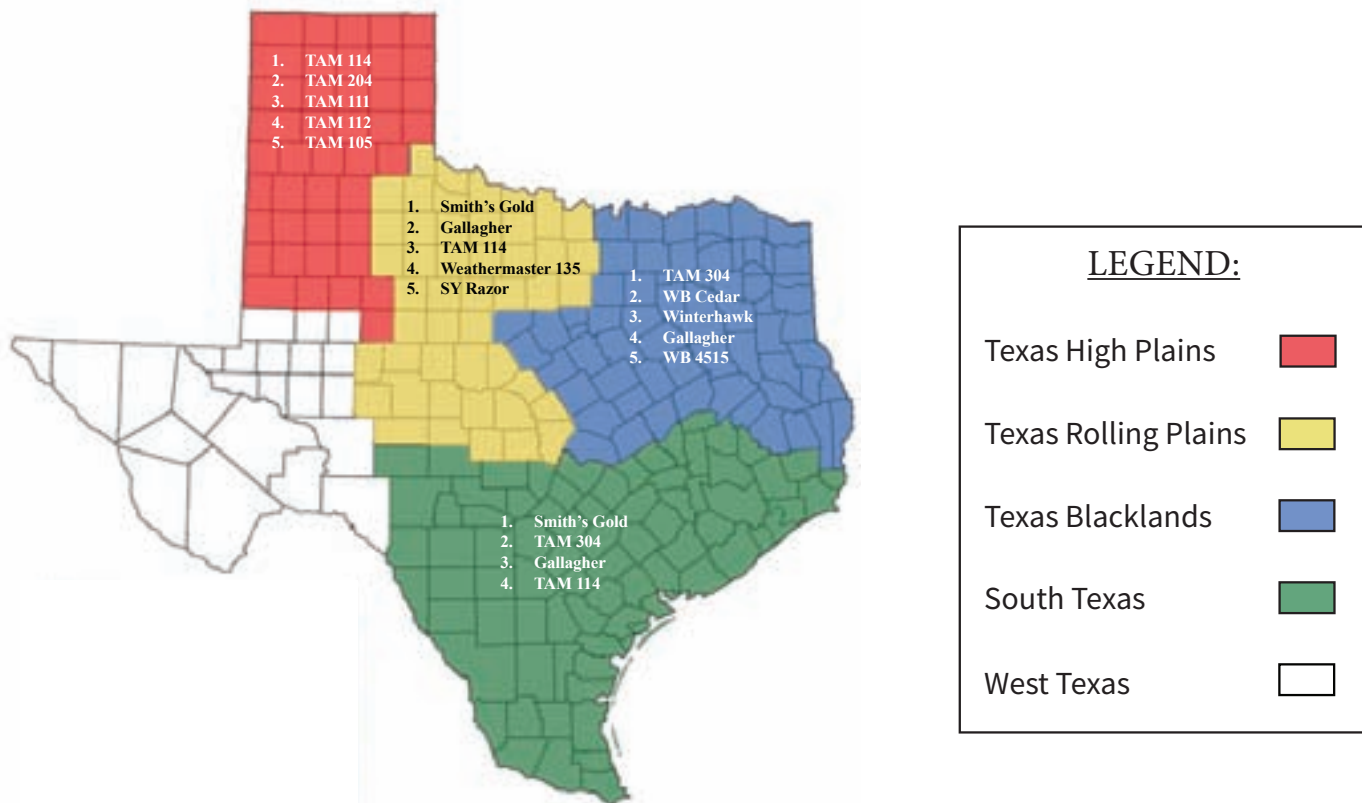 1. TAM 114
2. TAM 204
3. TAM 111
4. TAM 112
5. TAM 105
1. Smith’s Gold
2. Gallagher
3. TAM 114
4. Weathermaster 135
5. SY Razor
1. TAM 304
2. WB Cedar
3. Winterhawk
4. Gallagher
5. WB 4515
1. Smith’s Gold
2. TAM 304
3. Gallagher
4. TAM 114
LEGEND:
Texas High Plains
Texas Rolling Plains
Texas Blacklands
South Texas
West Texas